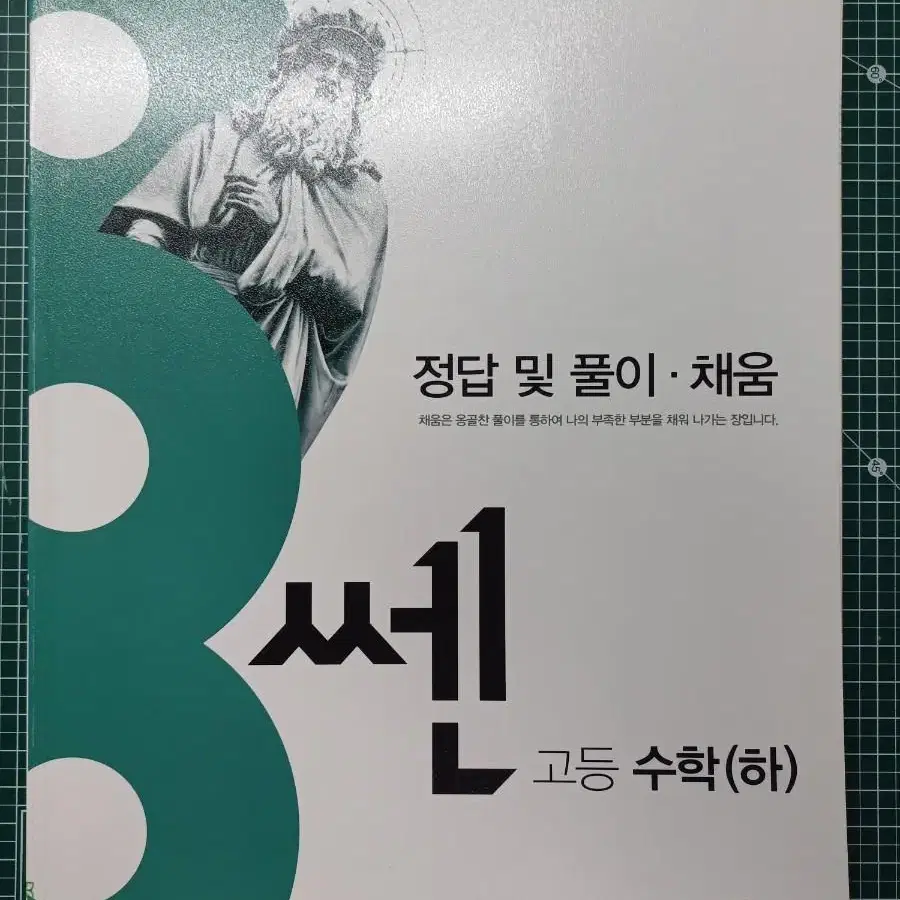 정답 및 풀이 · 채움
채움은 옹골찬 풀이를 통하여 나의 부족한 부분을 채워 나가는 장입니다.
쎈
고등 수학(하)
60°
45°